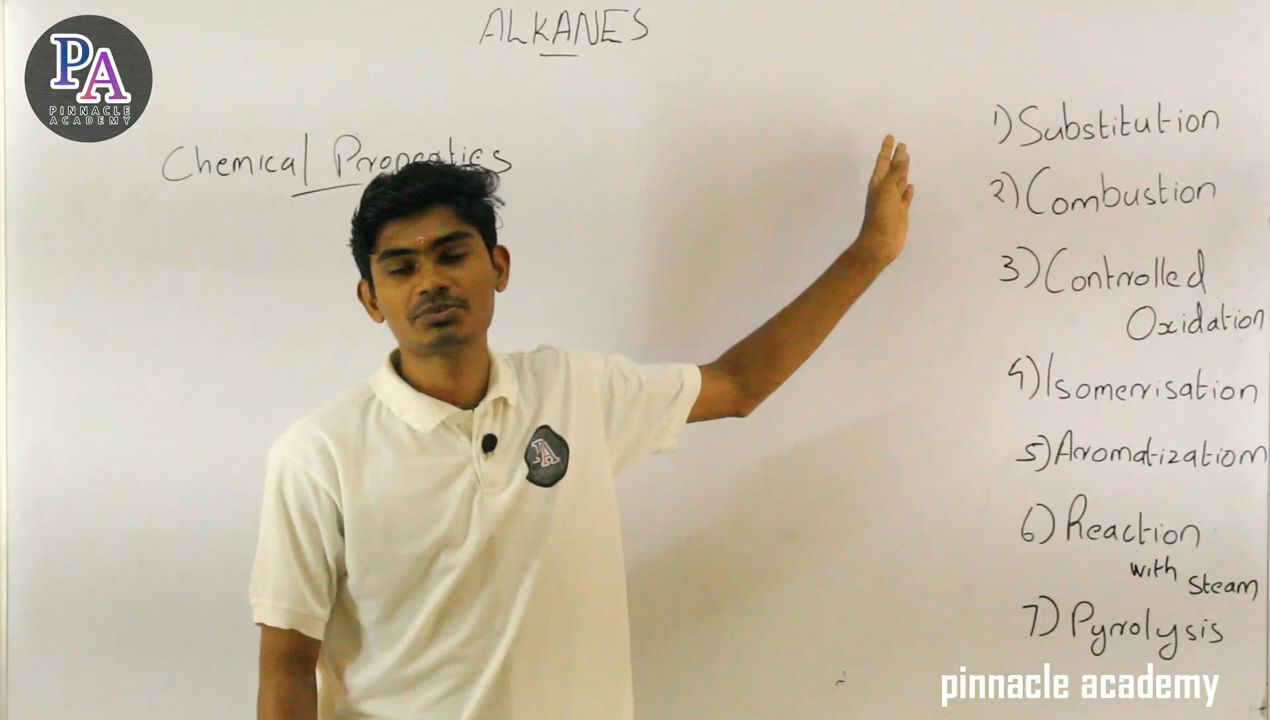 ALKANES
PA
PINNACLE
ACADEMY
Chemical Properties
1) Substitution
2) Combustion
3) Controlled
Oxidation
4) Isomerisation
5) Aromatization
6) Reaction
with
Steam
7) Pyrolysis
PA
pinnacle academy